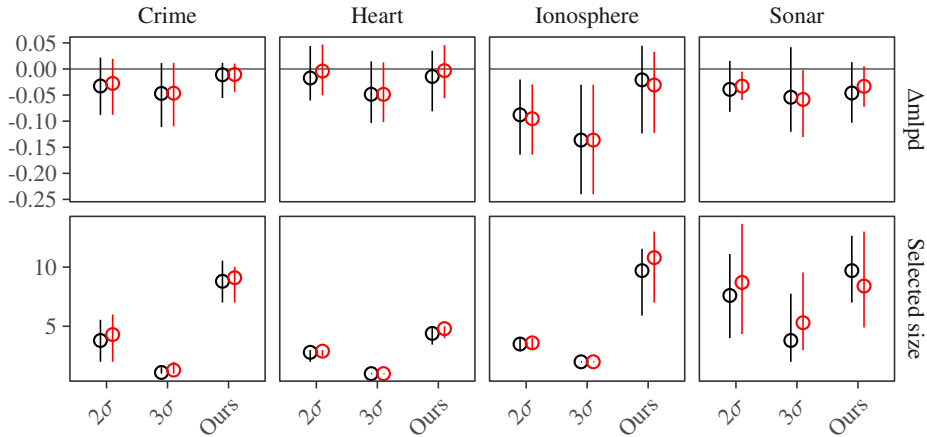 Crime Heart Ionosphere Sonar
0.05
0.00
-0.05
-0.10
-0.15
-0.20
-0.25
Δmlpd
10
5
Selected size
2σ 3σ Ours 2σ 3σ Ours 2σ 3σ Ours 2σ 3σ Ours